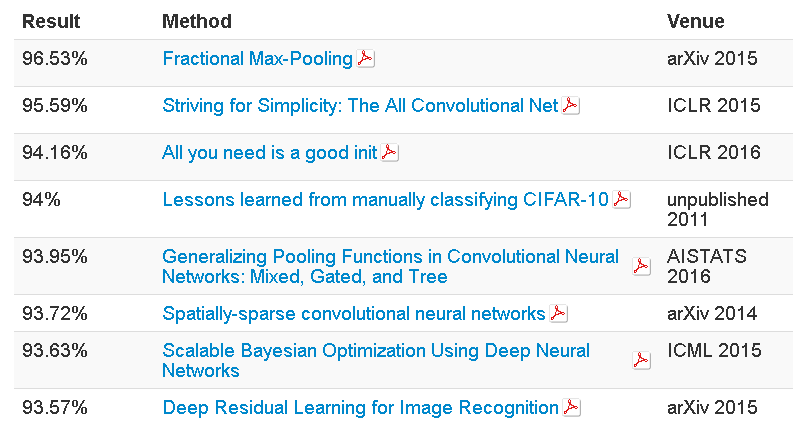 Result Method Venue
96.53% Fractional Max-Pooling arXiv 2015
95.59% Striving for Simplicity: The All Convolutional Net ICLR 2015
94.16% All you need is a good init ICLR 2016
94% Lessons learned from manually classifying CIFAR-10 unpublished
2011
93.95% Generalizing Pooling Functions in Convolutional Neural AISTATS
Networks: Mixed, Gated, and Tree 2016
93.72% Spatially-sparse convolutional neural networks arXiv 2014
93.63% Scalable Bayesian Optimization Using Deep Neural ICML 2015
Networks
93.57% Deep Residual Learning for Image Recognition arXiv 2015